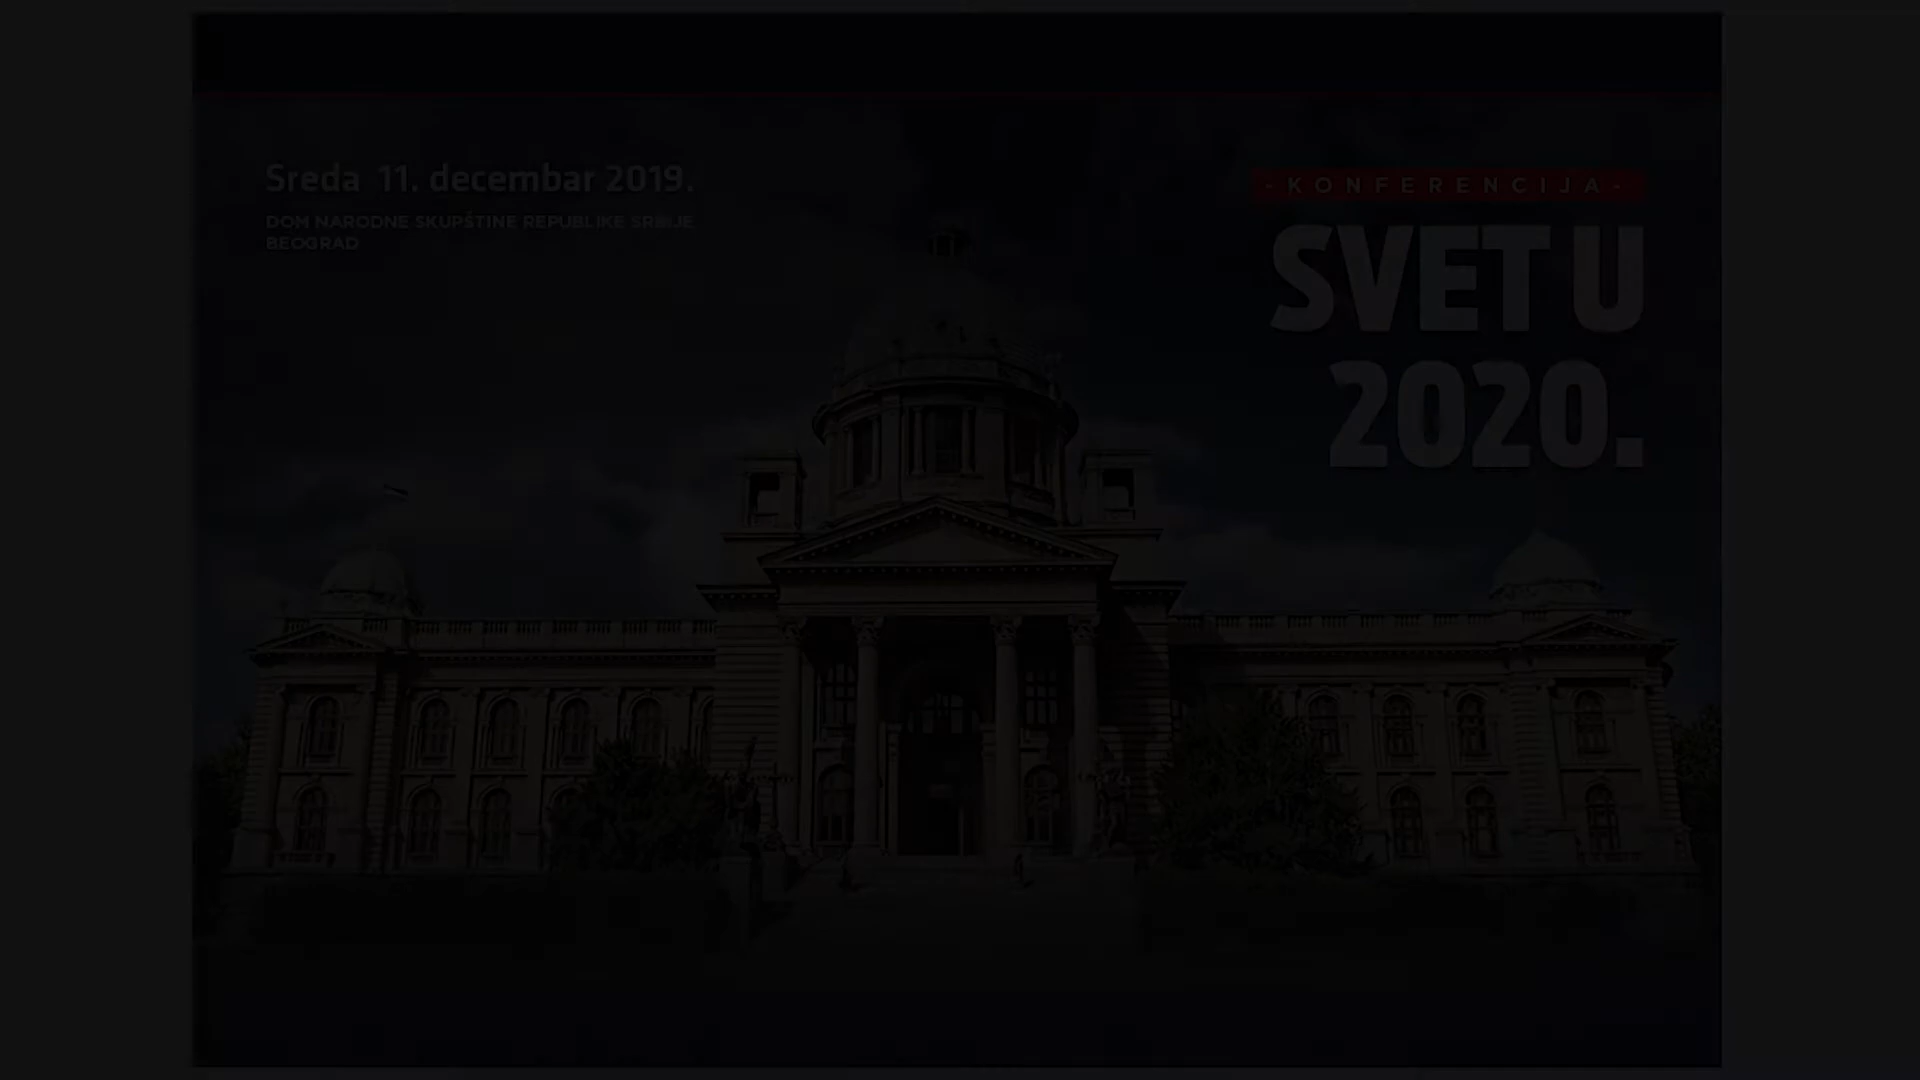 Sreda 11. decembar 2019.
DOM NARODNE SKUPŠTINE REPUBLIKE SRBIJE
BEOGRAD
-KONFERENCIJA-
SVET U
2020.